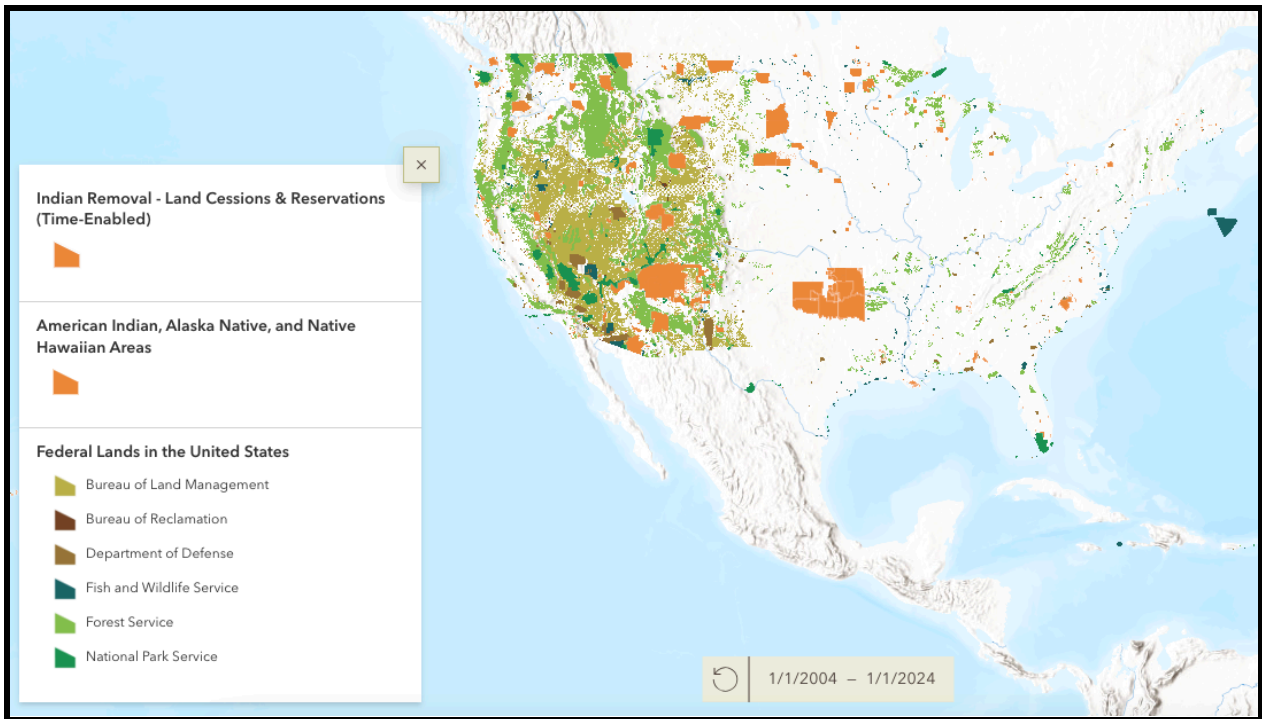 ×
Indian Removal - Land Cessions & Reservations
(Time-Enabled)
American Indian, Alaska Native, and Native
Hawaiian Areas
Federal Lands in the United States
Bureau of Land Management
Bureau of Reclamation
Department of Defense
Fish and Wildlife Service
Forest Service
National Park Service
1/1/2004 – 1/1/2024